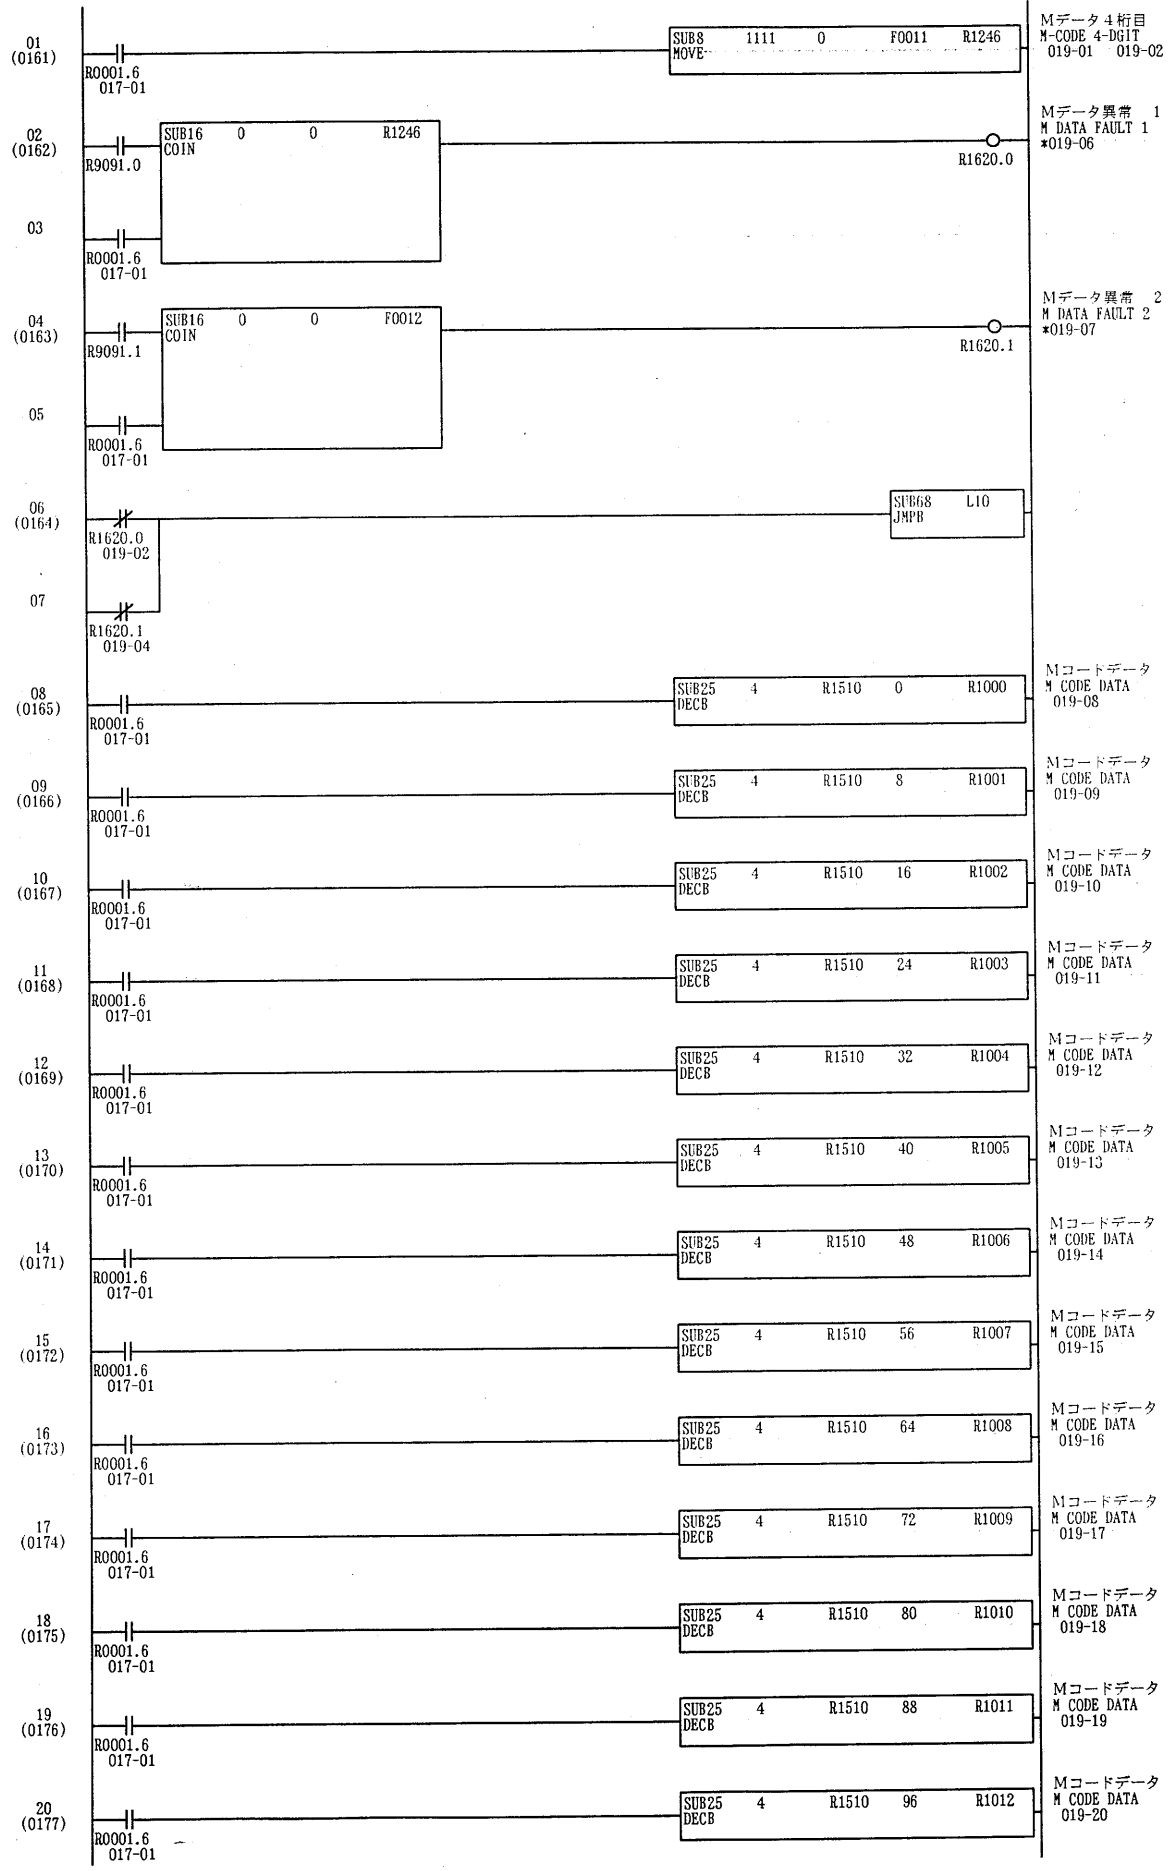 01 (0161)
R0001.6
017-01
SUB8 1111 0 F0011 R1246
MOVE
Mデータ4桁目
M-CODE 4-DGIT
019-01 019-02
02 (0162)
R9091.0
SUB16 0 0 R1246
COIN
R1620.0
Mデータ異常 1
M DATA FAULT 1
*019-06
03
R0001.6
017-01
04 (0163)
R9091.1
SUB16 0 0 F0012
COIN
R1620.1
Mデータ異常 2
M DATA FAULT 2
*019-07
05
R0001.6
017-01
06 (0164)
R1620.0
019-02
SUB68 L10
JMPB
07
R1620.1
019-04
08 (0165)
R0001.6
017-01
SUB25 4 R1510 0 R1000
DECB
Mコードデータ
M CODE DATA
019-08
09 (0166)
R0001.6
017-01
SUB25 4 R1510 8 R1001
DECB
Mコードデータ
M CODE DATA
019-09
10 (0167)
R0001.6
017-01
SUB25 4 R1510 16 R1002
DECB
Mコードデータ
M CODE DATA
019-10
11 (0168)
R0001.6
017-01
SUB25 4 R1510 24 R1003
DECB
Mコードデータ
M CODE DATA
019-11
12 (0169)
R0001.6
017-01
SUB25 4 R1510 32 R1004
DECB
Mコードデータ
M CODE DATA
019-12
13 (0170)
R0001.6
017-01
SUB25 4 R1510 40 R1005
DECB
Mコードデータ
M CODE DATA
019-13
14 (0171)
R0001.6
017-01
SUB25 4 R1510 48 R1006
DECB
Mコードデータ
M CODE DATA
019-14
15 (0172)
R0001.6
017-01
SUB25 4 R1510 56 R1007
DECB
Mコードデータ
M CODE DATA
019-15
16 (0173)
R0001.6
017-01
SUB25 4 R1510 64 R1008
DECB
Mコードデータ
M CODE DATA
019-16
17 (0174)
R0001.6
017-01
SUB25 4 R1510 72 R1009
DECB
Mコードデータ
M CODE DATA
019-17
18 (0175)
R0001.6
017-01
SUB25 4 R1510 80 R1010
DECB
Mコードデータ
M CODE DATA
019-18
19 (0176)
R0001.6
017-01
SUB25 4 R1510 88 R1011
DECB
Mコードデータ
M CODE DATA
019-19
20 (0177)
R0001.6
017-01
SUB25 4 R1510 96 R1012
DECB
Mコードデータ
M CODE DATA
019-20